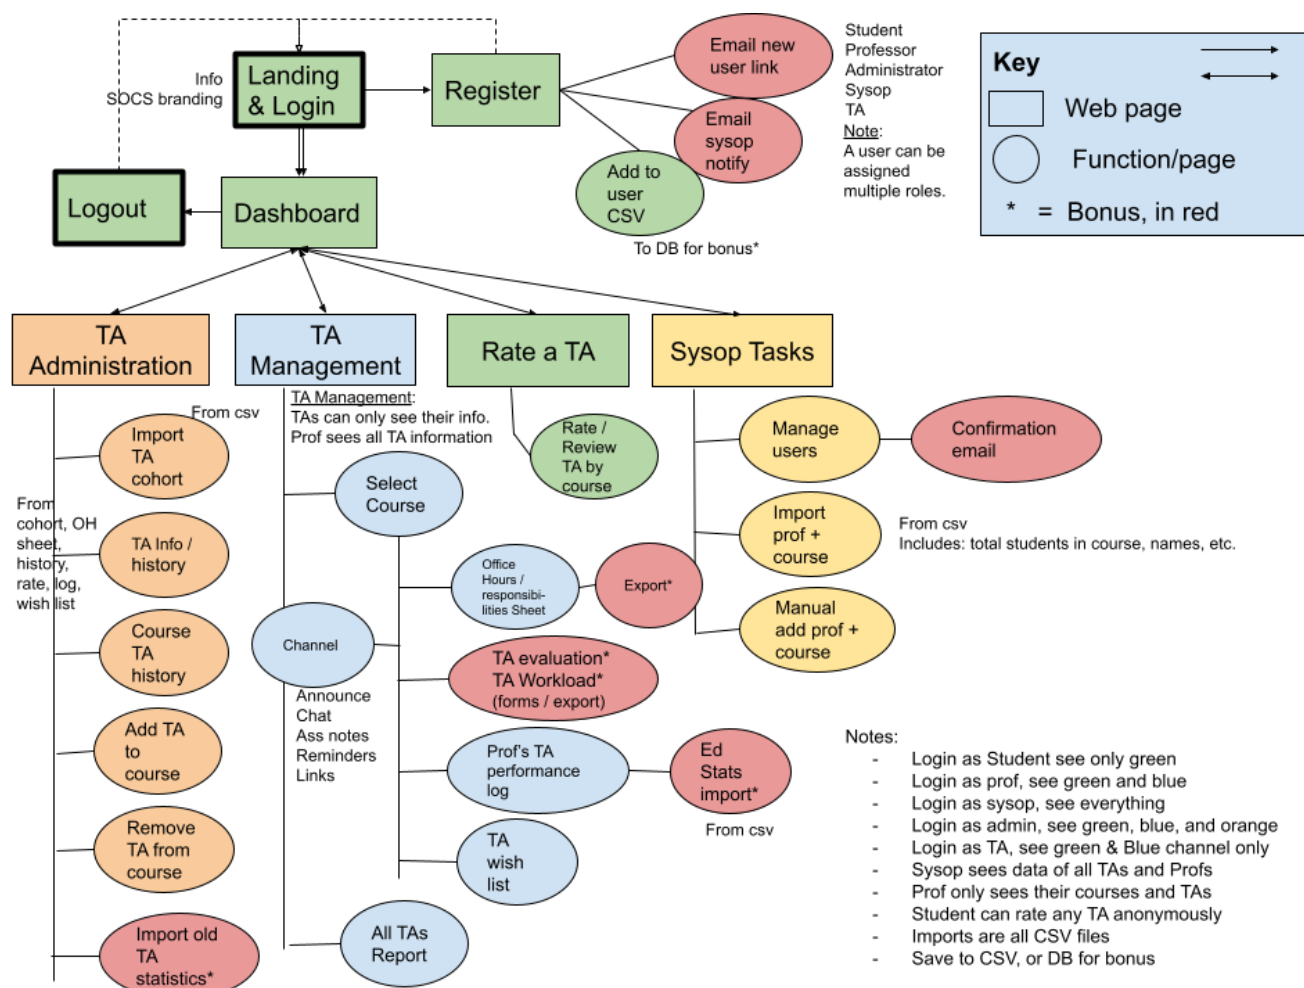 Info
SOCS branding
Landing
& Login
Register
Email new
user link
Email
sysop
notify
Add to
user
CSV
To DB for bonus*
Student
Professor
Administrator
Sysop
TA
Note:
A user can be
assigned
multiple roles.
Key
Web page
Function/page
* = Bonus, in red
Logout
Dashboard
TA
Administration
TA
Management
Rate a TA
Sysop Tasks
From csv
Import
TA
cohort
From
cohort, OH
sheet,
history,
rate, log,
wish list
TA Info /
history
Course
TA
history
Add TA
to
course
Remove
TA from
course
Import old
TA
statistics*
TA Management:
TAs can only see their info.
Prof sees all TA information
Select
Course
Channel
Announce
Chat
Ass notes
Reminders
Links
Office
Hours /
responsibi-
lities Sheet
Export*
TA evaluation*
TA Workload*
(forms / export)
Prof's TA
performance
log
Ed
Stats
import*
From csv
TA
wish
list
All TAs
Report
Rate /
Review
TA by
course
Manage
users
Confirmation
email
Import
prof +
course
From csv
Includes: total students in course, names, etc.
Manual
add prof +
course
Notes:
- Login as Student see only green
- Login as prof, see green and blue
- Login as sysop, see everything
- Login as admin, see green, blue, and orange
- Login as TA, see green & Blue channel only
- Sysop sees data of all TAs and Profs
- Prof only sees their courses and TAs
- Student can rate any TA anonymously
- Imports are all CSV files
- Save to CSV, or DB for bonus